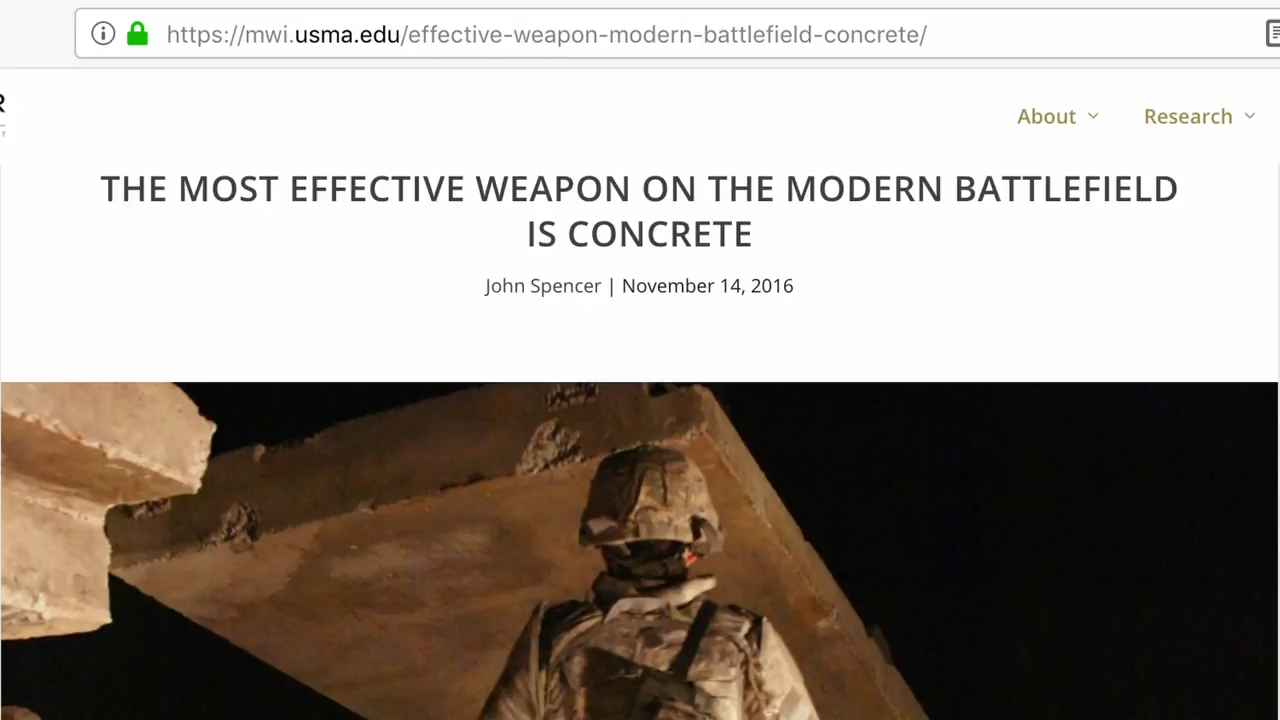 https://mwi.usma.edu/effective-weapon-modern-battlefield-concrete/
R
T
About
Research
THE MOST EFFECTIVE WEAPON ON THE MODERN BATTLEFIELD
IS CONCRETE
John Spencer | November 14, 2016